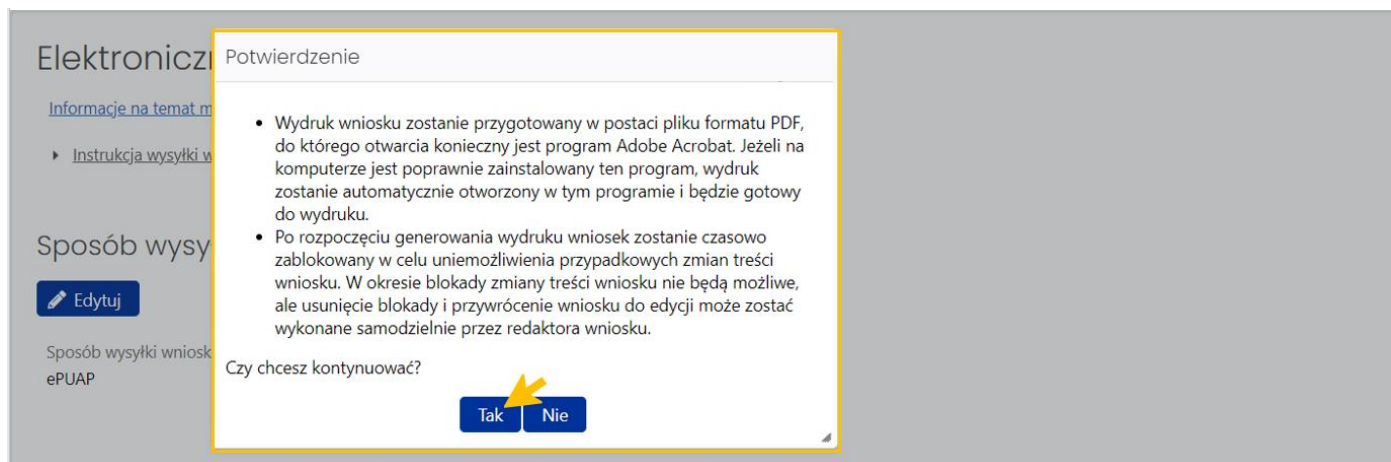 Elektroniczn
Potwierdzenie
Informacje na temat m
Instrukcja wysyłki w
• Wydruk wniosku zostanie przygotowany w postaci pliku formatu PDF,
do którego otwarcia konieczny jest program Adobe Acrobat. Jeżeli na
komputerze jest poprawnie zainstalowany ten program, wydruk
zostanie automatycznie otworzony w tym programie i będzie gotowy
do wydruku.
• Po rozpoczęciu generowania wydruku wniosek zostanie czasowo
zablokowany w celu uniemożliwienia przypadkowych zmian treści
wniosku. W okresie blokady zmiany treści wniosku nie będą możliwe,
ale usunięcie blokady i przywrócenie wniosku do edycji może zostać
wykonane samodzielnie przez redaktora wniosku.
Sposób wysy
Edytuj
Sposób wysyłki wniosk
ePUAP
Czy chcesz kontynuować?
Tak Nie